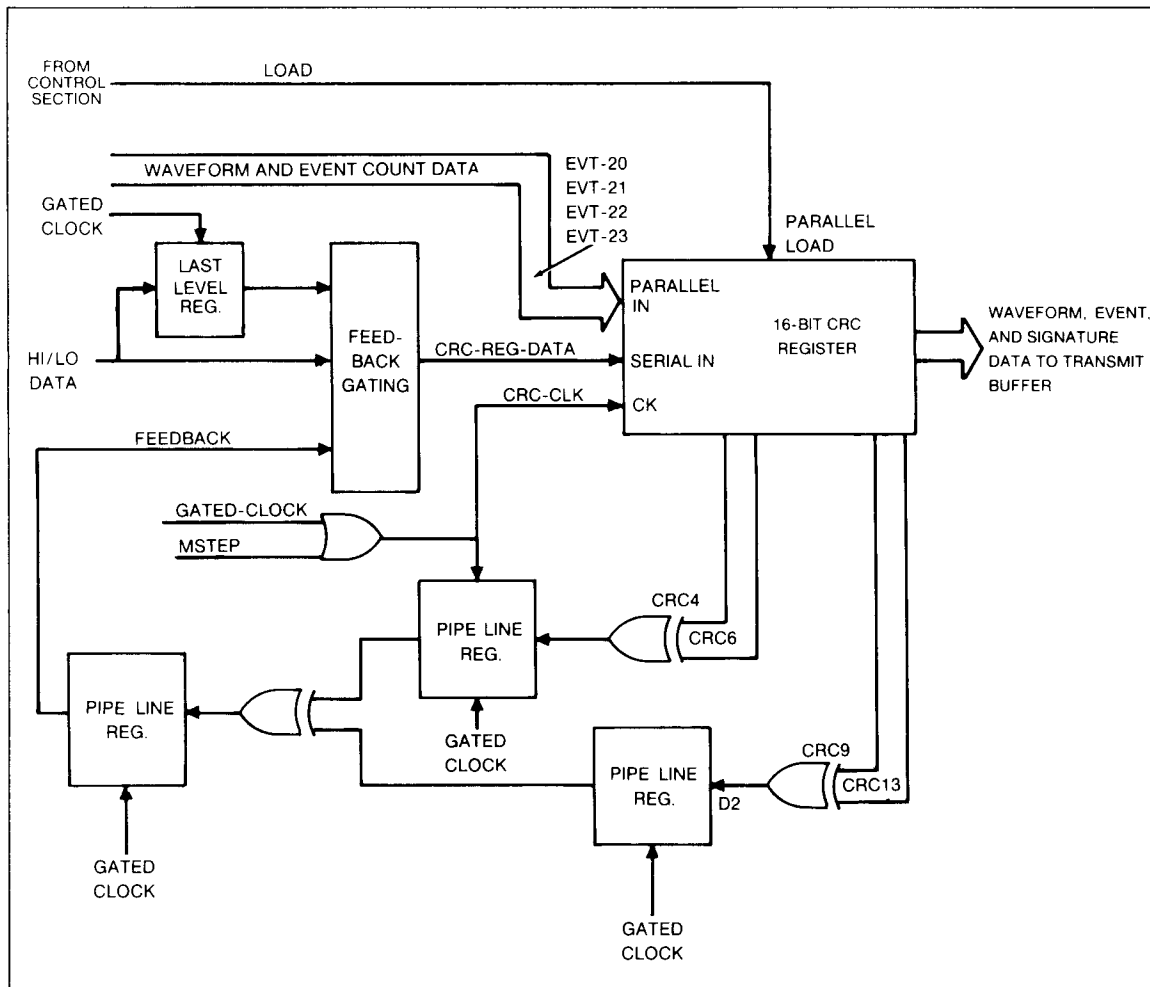 FROM
CONTROL
SECTION
LOAD
WAVEFORM AND EVENT COUNT DATA
EVT-20
EVT-21
EVT-22
EVT-23
GATED
CLOCK
PARALLEL
LOAD
LAST
LEVEL
REG.
PARALLEL
IN
16-BIT CRC
REGISTER
WAVEFORM, EVENT,
AND SIGNATURE
DATA TO TRANSMIT
BUFFER
FEED-
BACK
GATING
HI/LO
DATA
CRC-REG-DATA
SERIAL IN
CRC-CLK
CK
FEEDBACK
GATED-CLOCK
MSTEP
PIPE LINE
REG.
CRC4
CRC6
PIPE LINE
REG.
GATED
CLOCK
PIPE LINE
REG.
D2
CRC9
CRC13
GATED
CLOCK
GATED
CLOCK